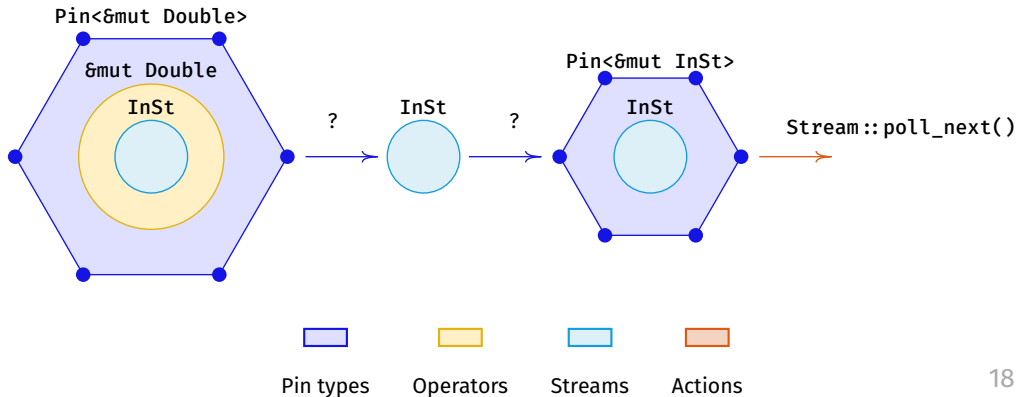 Pin<&mut Double>
&mut Double
InSt
?
InSt
?
Pin<&mut InSt>
InSt
Stream::poll_next()
Pin types
Operators
Streams
Actions
18